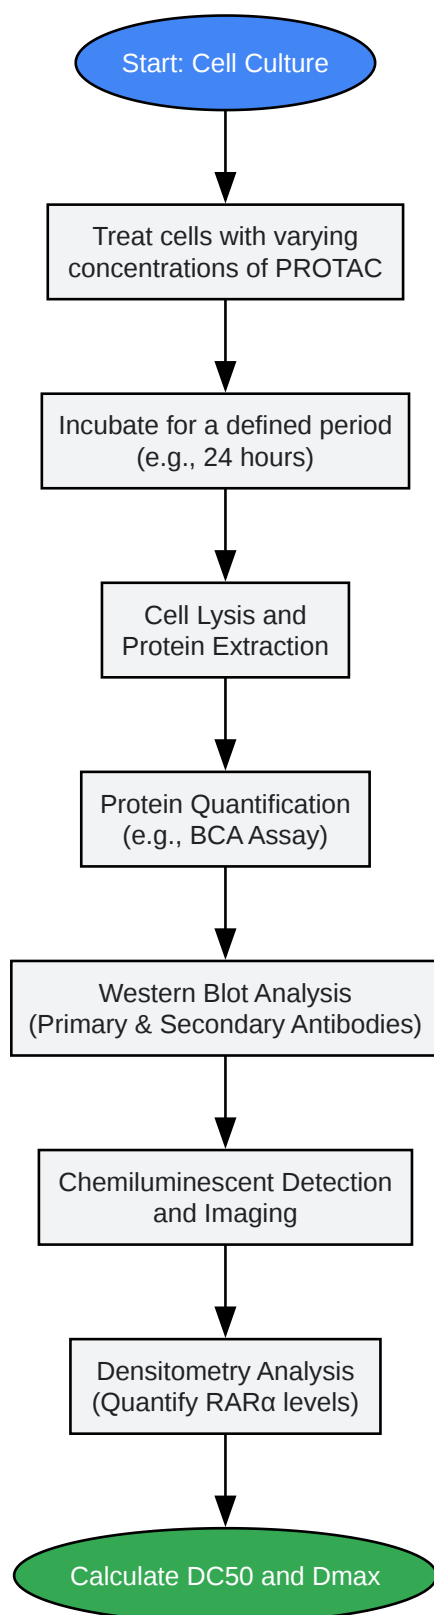 Start: Cell Culture
Treat cells with varying
concentrations of PROTAC
Incubate for a defined period
(e.g., 24 hours)
Cell Lysis and
Protein Extraction
Protein Quantification
(e.g., BCA Assay)
Western Blot Analysis
(Primary & Secondary Antibodies)
Chemiluminescent Detection
and Imaging
Densitometry Analysis
(Quantify RARα levels)
Calculate DC50 and Dmax